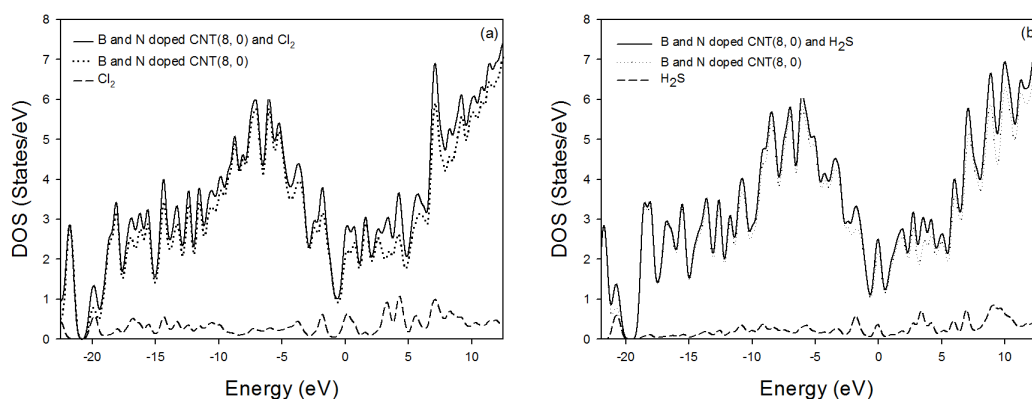 (a)
B and N doped CNT(8, 0) and Cl₂
B and N doped CNT(8, 0)
Cl₂
DOS (States/eV)
8
7
6
5
4
3
2
1
0
-20 -15 -10 -5 0 5 10
Energy (eV)
(b)
B and N doped CNT(8, 0) and H₂S
B and N doped CNT(8, 0)
H₂S
DOS (States/eV)
8
7
6
5
4
3
2
1
0
-20 -15 -10 -5 0 5 10
Energy (eV)